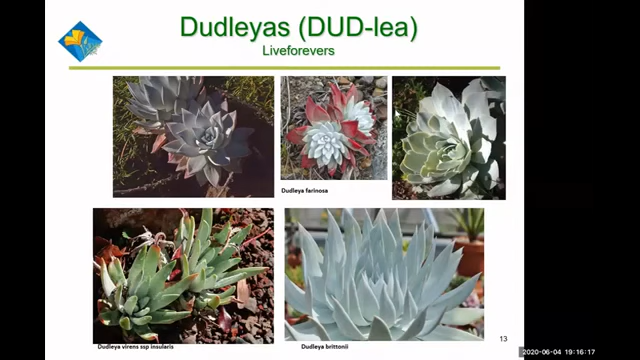 Dudleyas (DUD-lea)
Liveforevers
Dudleya farinosa
Dudleya virens ssp insularis
Dudleya brittonii
13
2020-06-04 19:16:17